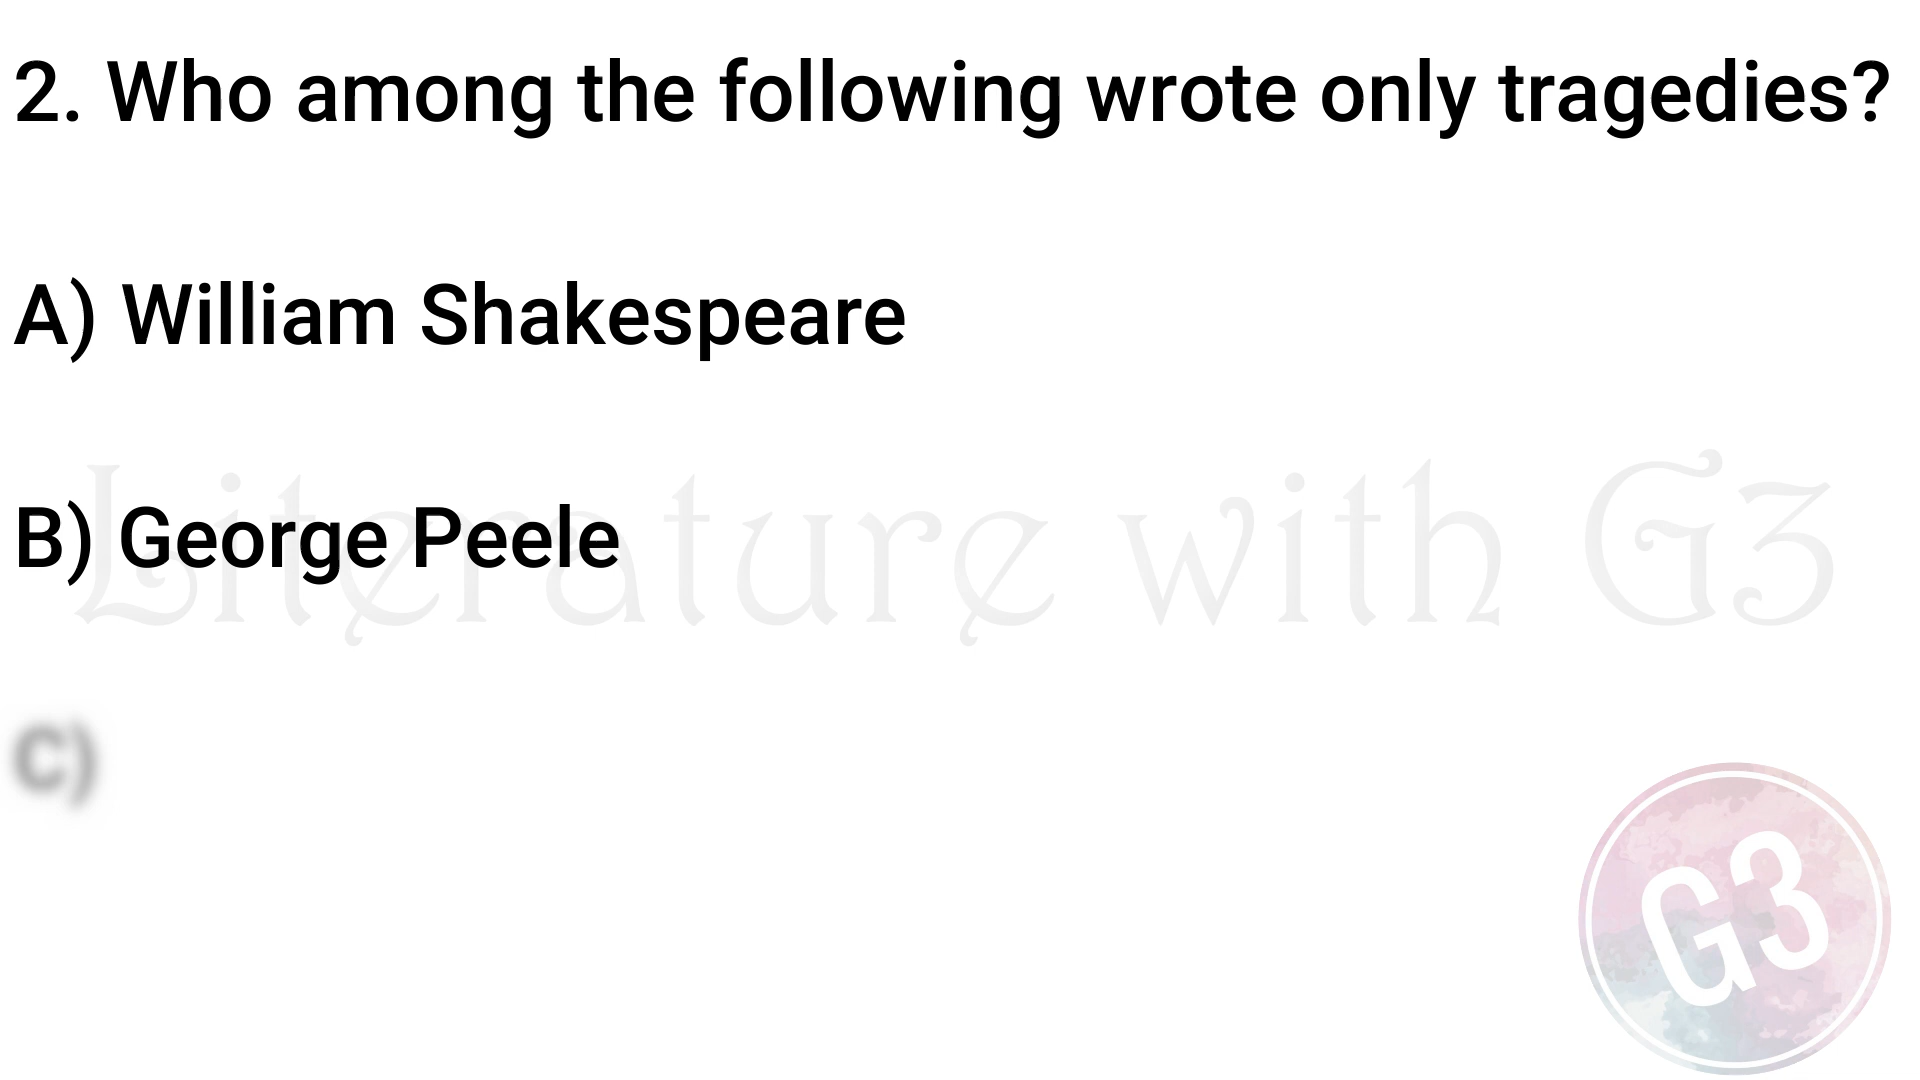 2. Who among the following wrote only tragedies?
A) William Shakespeare
B) George Peele
Literature with G3
C)
G3